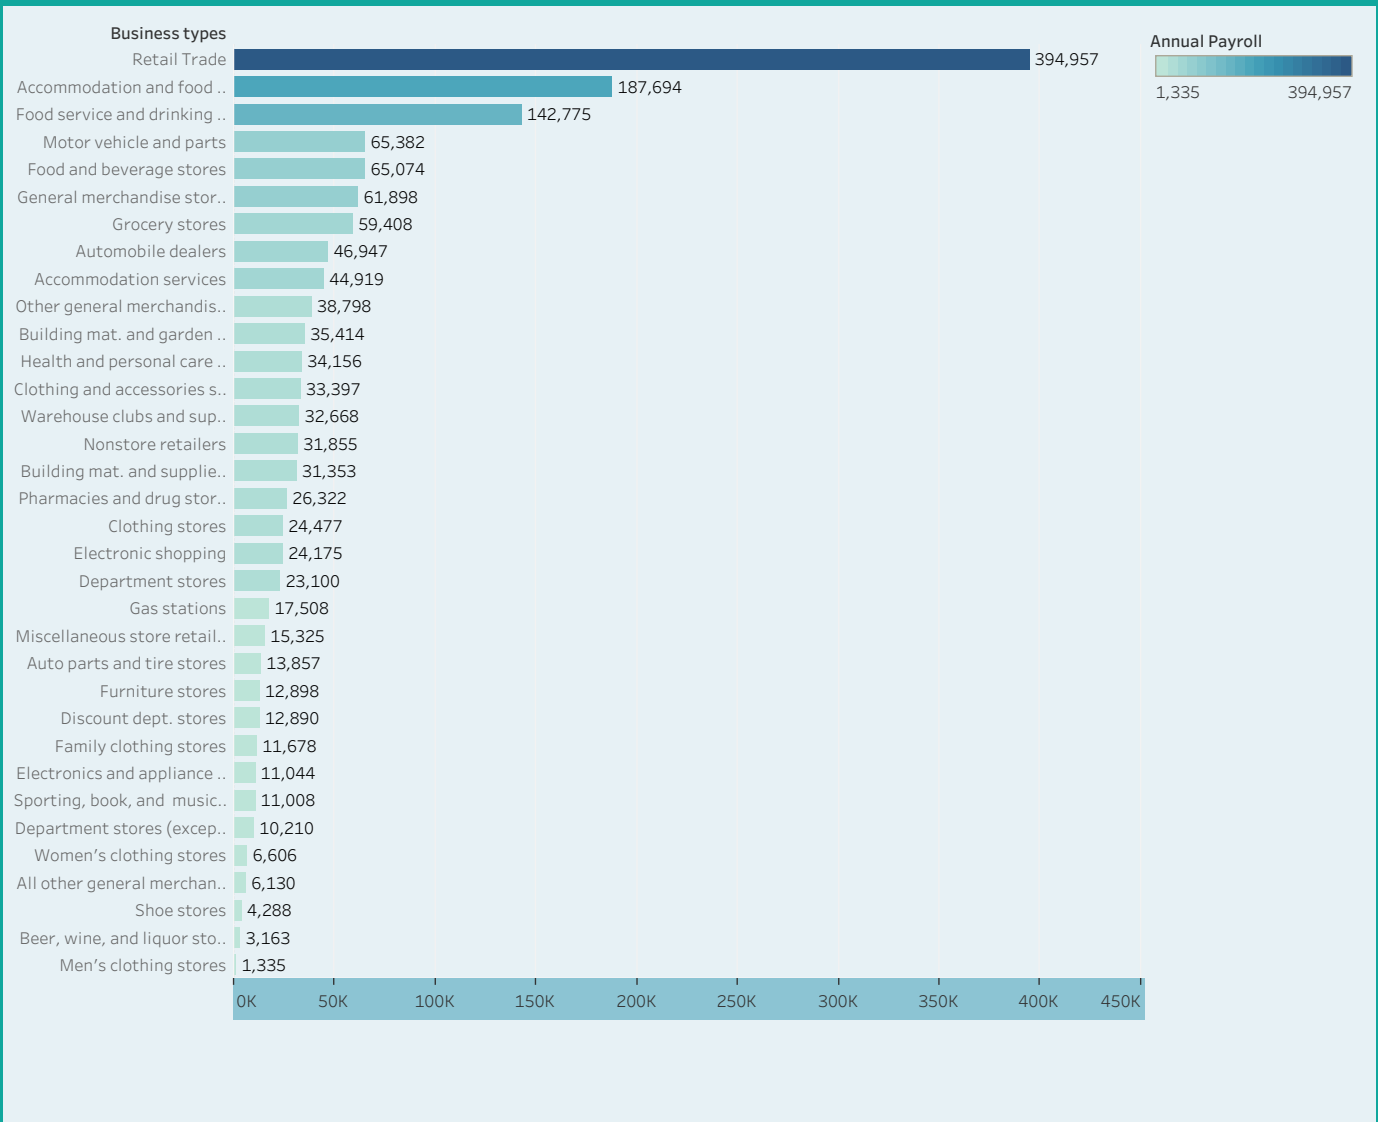 Business types
Annual Payroll
1,335 394,957
Retail Trade 394,957
Accommodation and food .. 187,694
Food service and drinking .. 142,775
Motor vehicle and parts 65,382
Food and beverage stores 65,074
General merchandise stor.. 61,898
Grocery stores 59,408
Automobile dealers 46,947
Accommodation services 44,919
Other general merchandis.. 38,798
Building mat. and garden .. 35,414
Health and personal care .. 34,156
Clothing and accessories s.. 33,397
Warehouse clubs and sup.. 32,668
Nonstore retailers 31,855
Building mat. and supplie.. 31,353
Pharmacies and drug stor.. 26,322
Clothing stores 24,477
Electronic shopping 24,175
Department stores 23,100
Gas stations 17,508
Miscellaneous store retail.. 15,325
Auto parts and tire stores 13,857
Furniture stores 12,898
Discount dept. stores 12,890
Family clothing stores 11,678
Electronics and appliance .. 11,044
Sporting, book, and  music.. 11,008
Department stores (excep.. 10,210
Women's clothing stores 6,606
All other general merchan.. 6,130
Shoe stores 4,288
Beer, wine, and liquor sto.. 3,163
Men's clothing stores 1,335
0K 50K 100K 150K 200K 250K 300K 350K 400K 450K